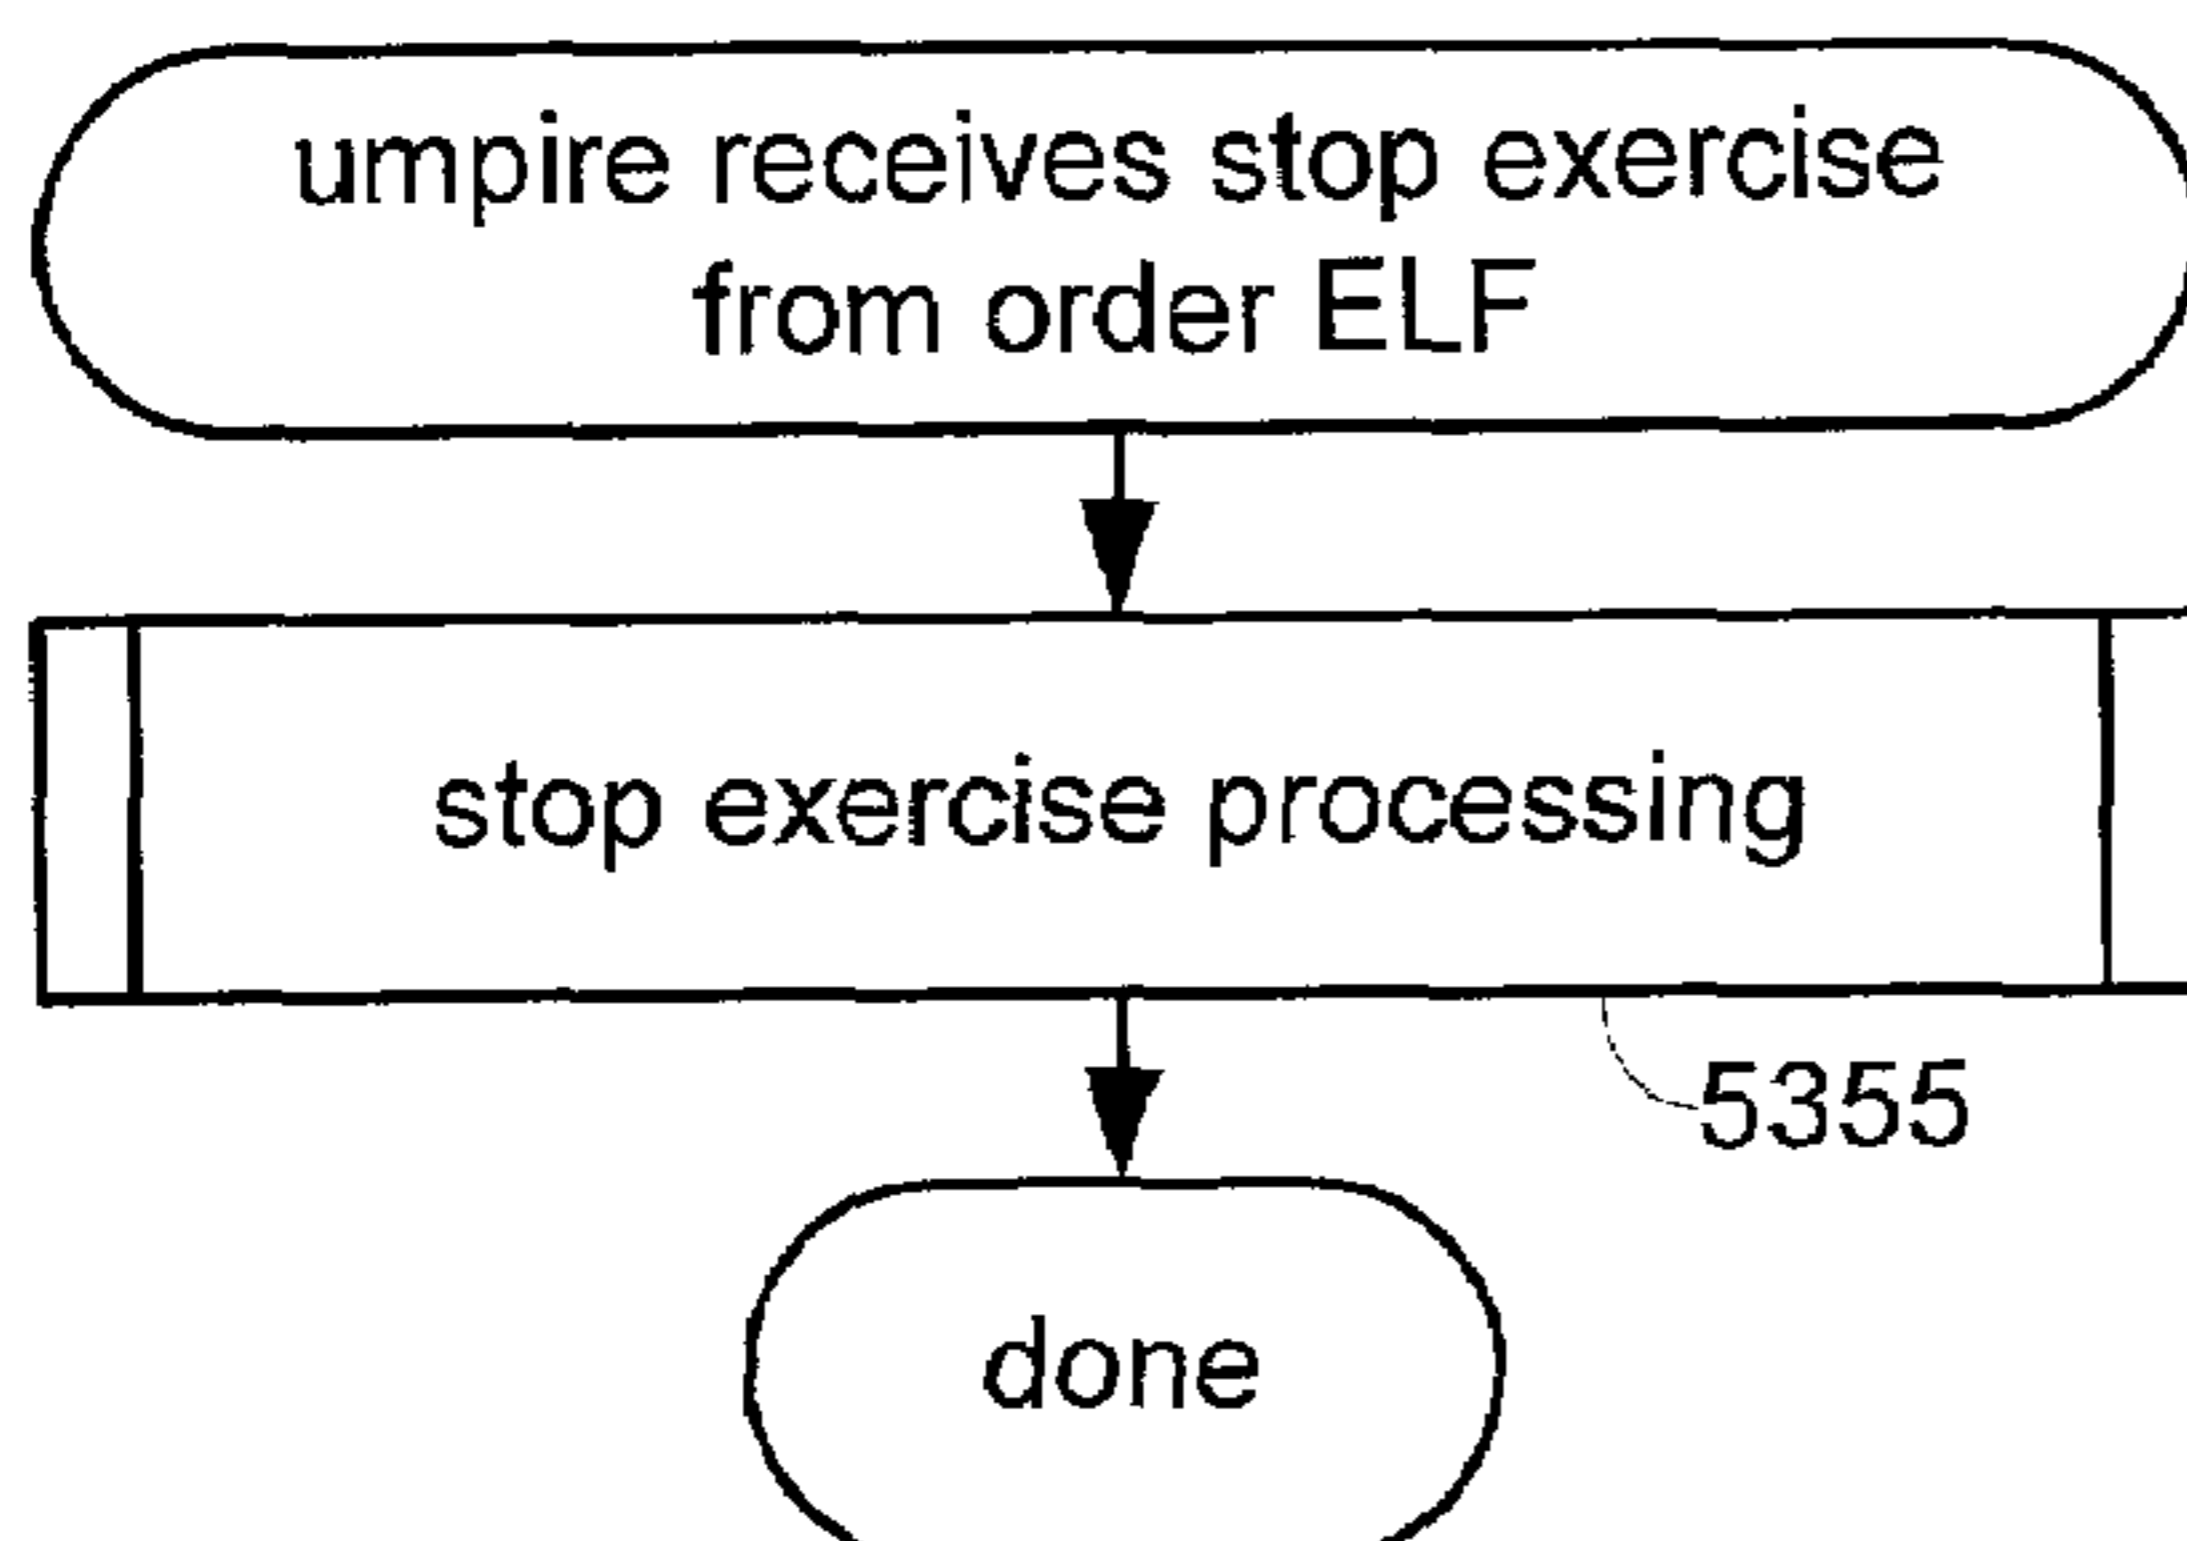 umpire receives stop exercise
from order ELF
stop exercise processing
5355
done